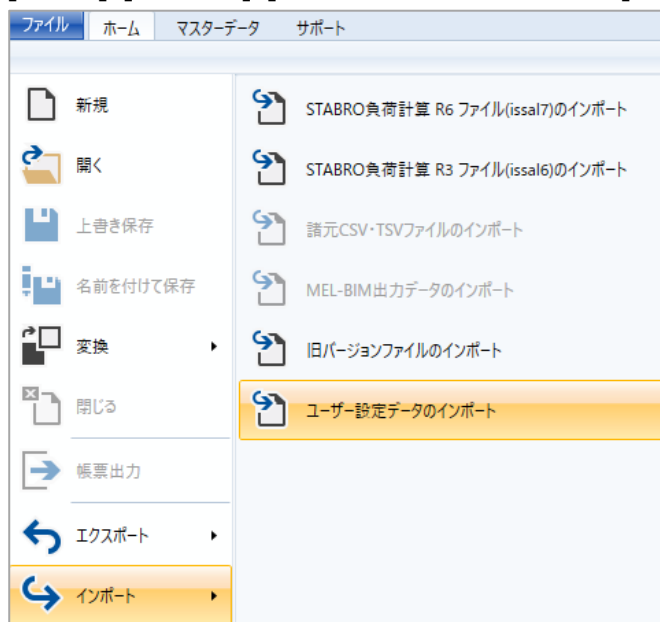 ファイル ホーム マスターデータ サポート
新規
開く
上書き保存
名前を付けて保存
変換
閉じる
帳票出力
エクスポート
インポート
STABRO負荷計算 R6 ファイル(issal7)のインポート
STABRO負荷計算 R3 ファイル(issal6)のインポート
諸元CSV・TSVファイルのインポート
MEL-BIM出力データのインポート
旧バージョンファイルのインポート
ユーザー設定データのインポート